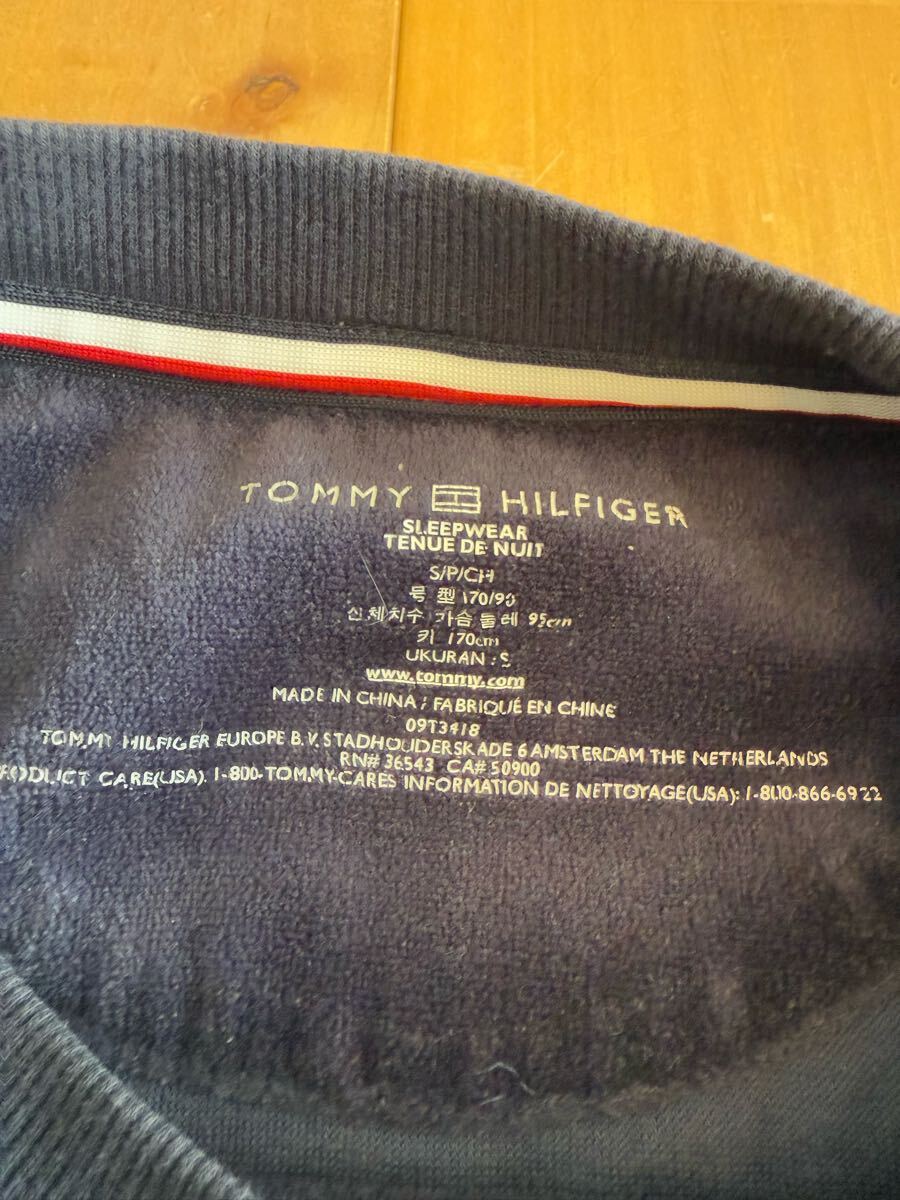 TOMMY HILFIGER
SLEEPWEAR
TENUE DE NUIT
S/P/CH
号型 170/90
신체치수 가슴둘레 95cm
키 170cm
UKURAN : S
www.tommy.com
MADE IN CHINA / FABRIQUÉ EN CHINE
09T3418
TOMMY HILFIGER EUROPE B.V. STADHOUDERSKADE 6 AMSTERDAM THE NETHERLANDS
RN# 36543 CA# 50900
PRODUCT CARE(USA). 1-800-TOMMY-CARES INFORMATION DE NETTOYAGE(USA): 1-800-866-6922